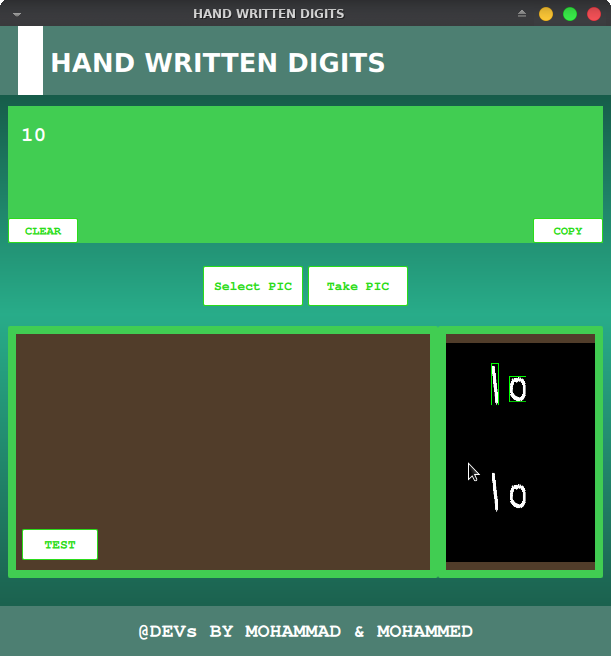 HAND WRITTEN DIGITS
HAND WRITTEN DIGITS
10
CLEAR
COPY
Select PIC
Take PIC
10
10
TEST
@DEVs BY MOHAMMAD & MOHAMMED